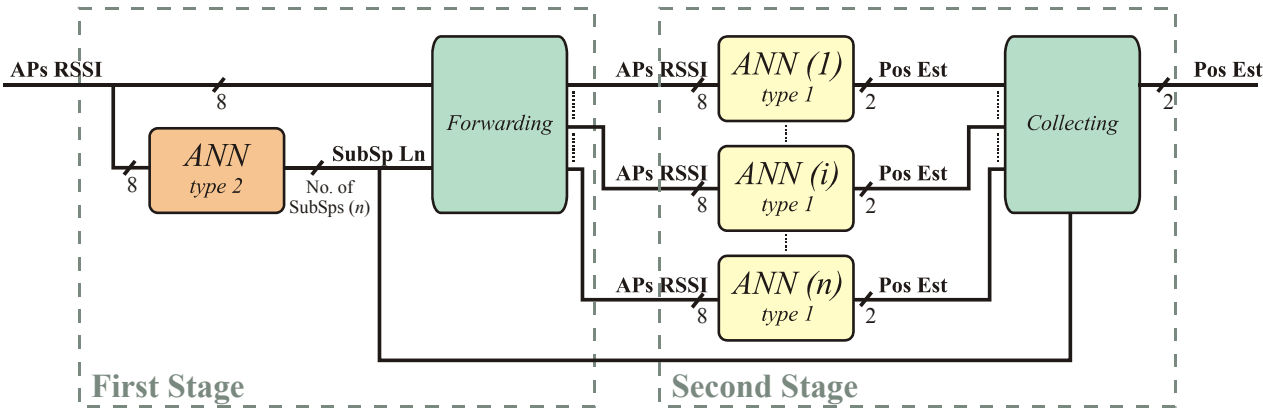 APs RSSI
8
8
ANN
type 2
SubSp Ln
No. of
SubSps (n)
Forwarding
First Stage
APs RSSI
8
ANN (1)
type 1
Pos Est
2
APs RSSI
8
ANN (i)
type 1
Pos Est
2
APs RSSI
8
ANN (n)
type 1
Pos Est
2
Collecting
Pos Est
2
Second Stage